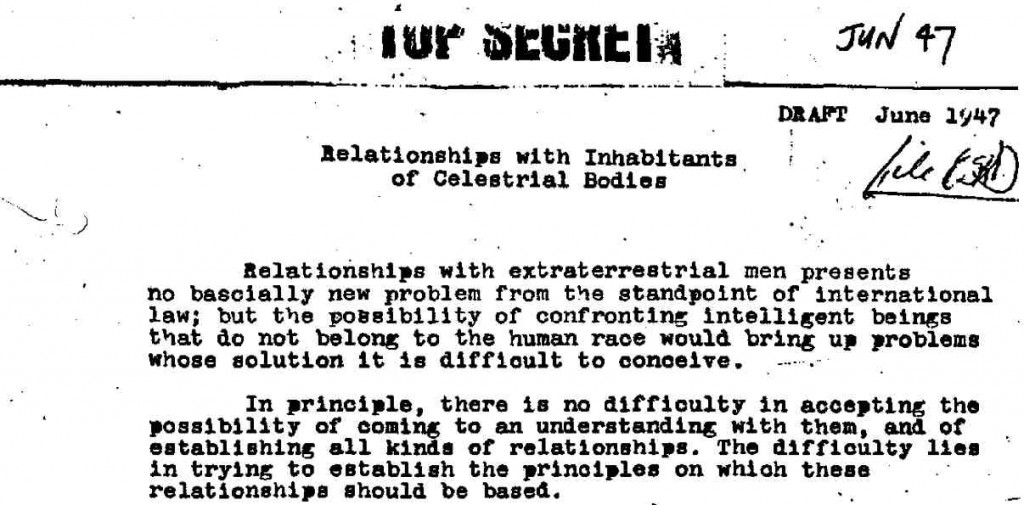 TOP SECRET
JUN 47
DRAFT June 1947
Relationships with Inhabitants
of Celestrial Bodies
Relationships with extraterrestrial men presents
no bascially new problem from the standpoint of international
law; but the possibility of confronting intelligent beings
that do not belong to the human race would bring up problems
whose solution it is difficult to conceive.
In principle, there is no difficulty in accepting the
possibility of coming to an understanding with them, and of
establishing all kinds of relationships. The difficulty lies
in trying to establish the principles on which these
relationships should be based.